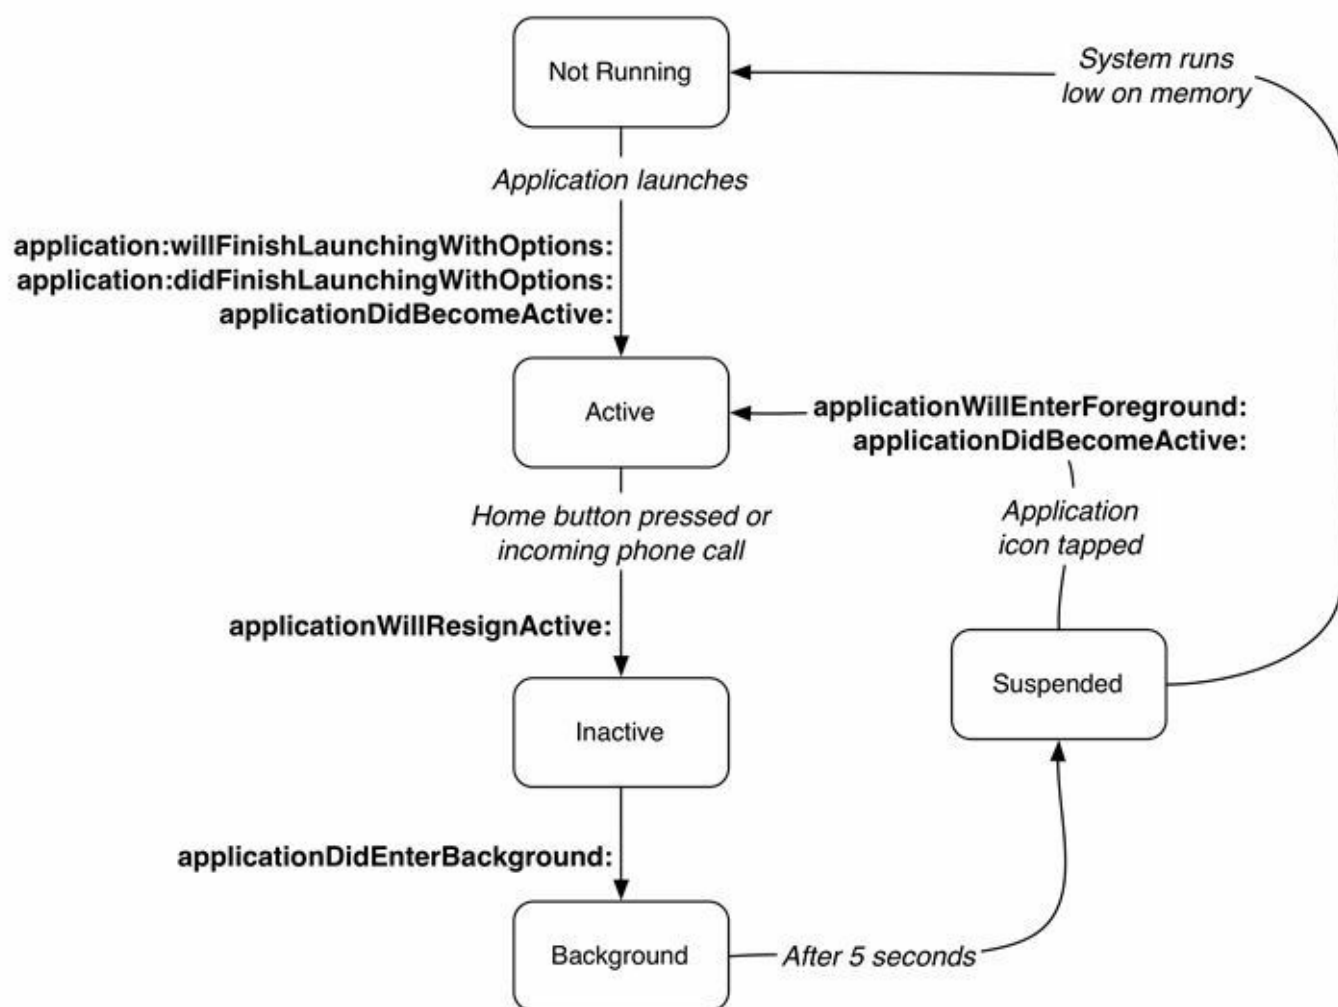 Not Running
System runs
low on memory
Application launches
application:willFinishLaunchingWithOptions:
application:didFinishLaunchingWithOptions:
applicationDidBecomeActive:
Active
applicationWillEnterForeground:
applicationDidBecomeActive:
Home button pressed or
incoming phone call
Application
icon tapped
applicationWillResignActive:
Suspended
Inactive
applicationDidEnterBackground:
Background
After 5 seconds